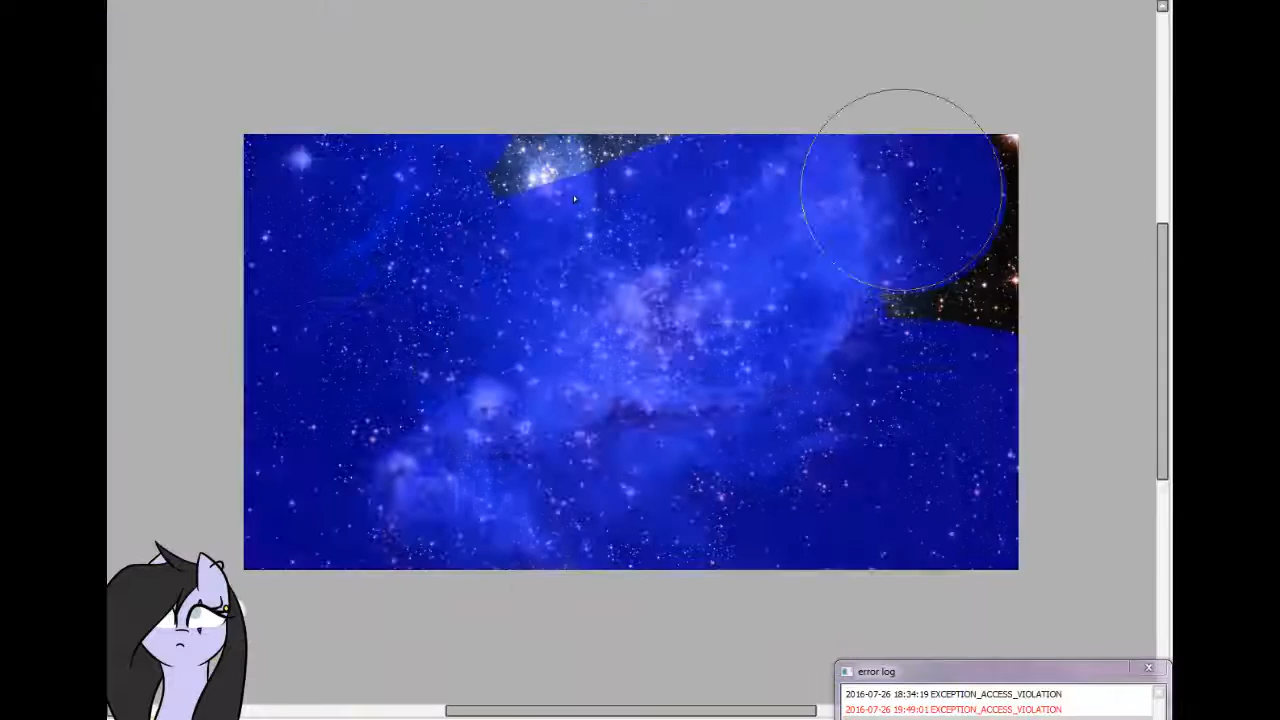 error log
2016-07-26 18:34:19 EXCEPTION_ACCESS_VIOLATION
2016-07-26 19:49:01 EXCEPTION_ACCESS_VIOLATION